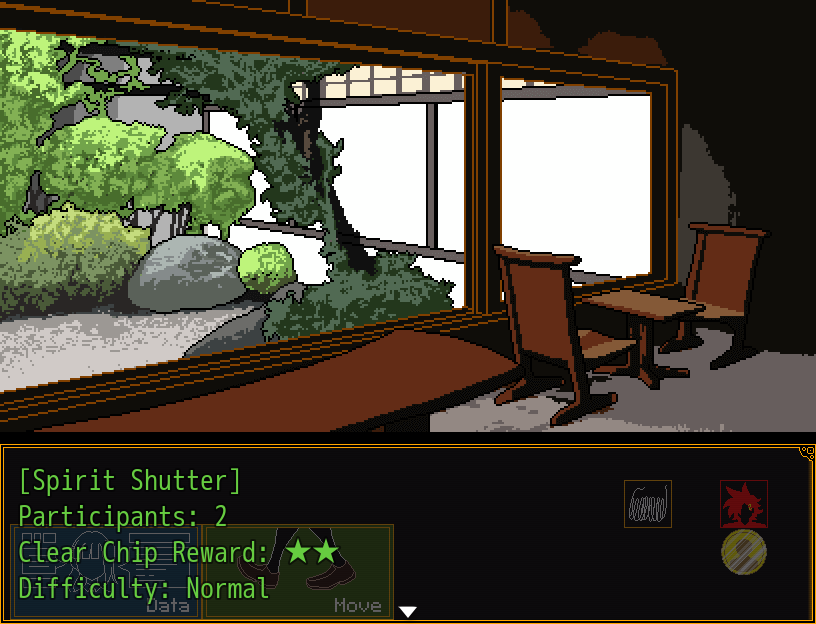 [Spirit Shutter]
Participants: 2
Clear Chip Reward: ★★
Difficulty: Normal
Data
Move